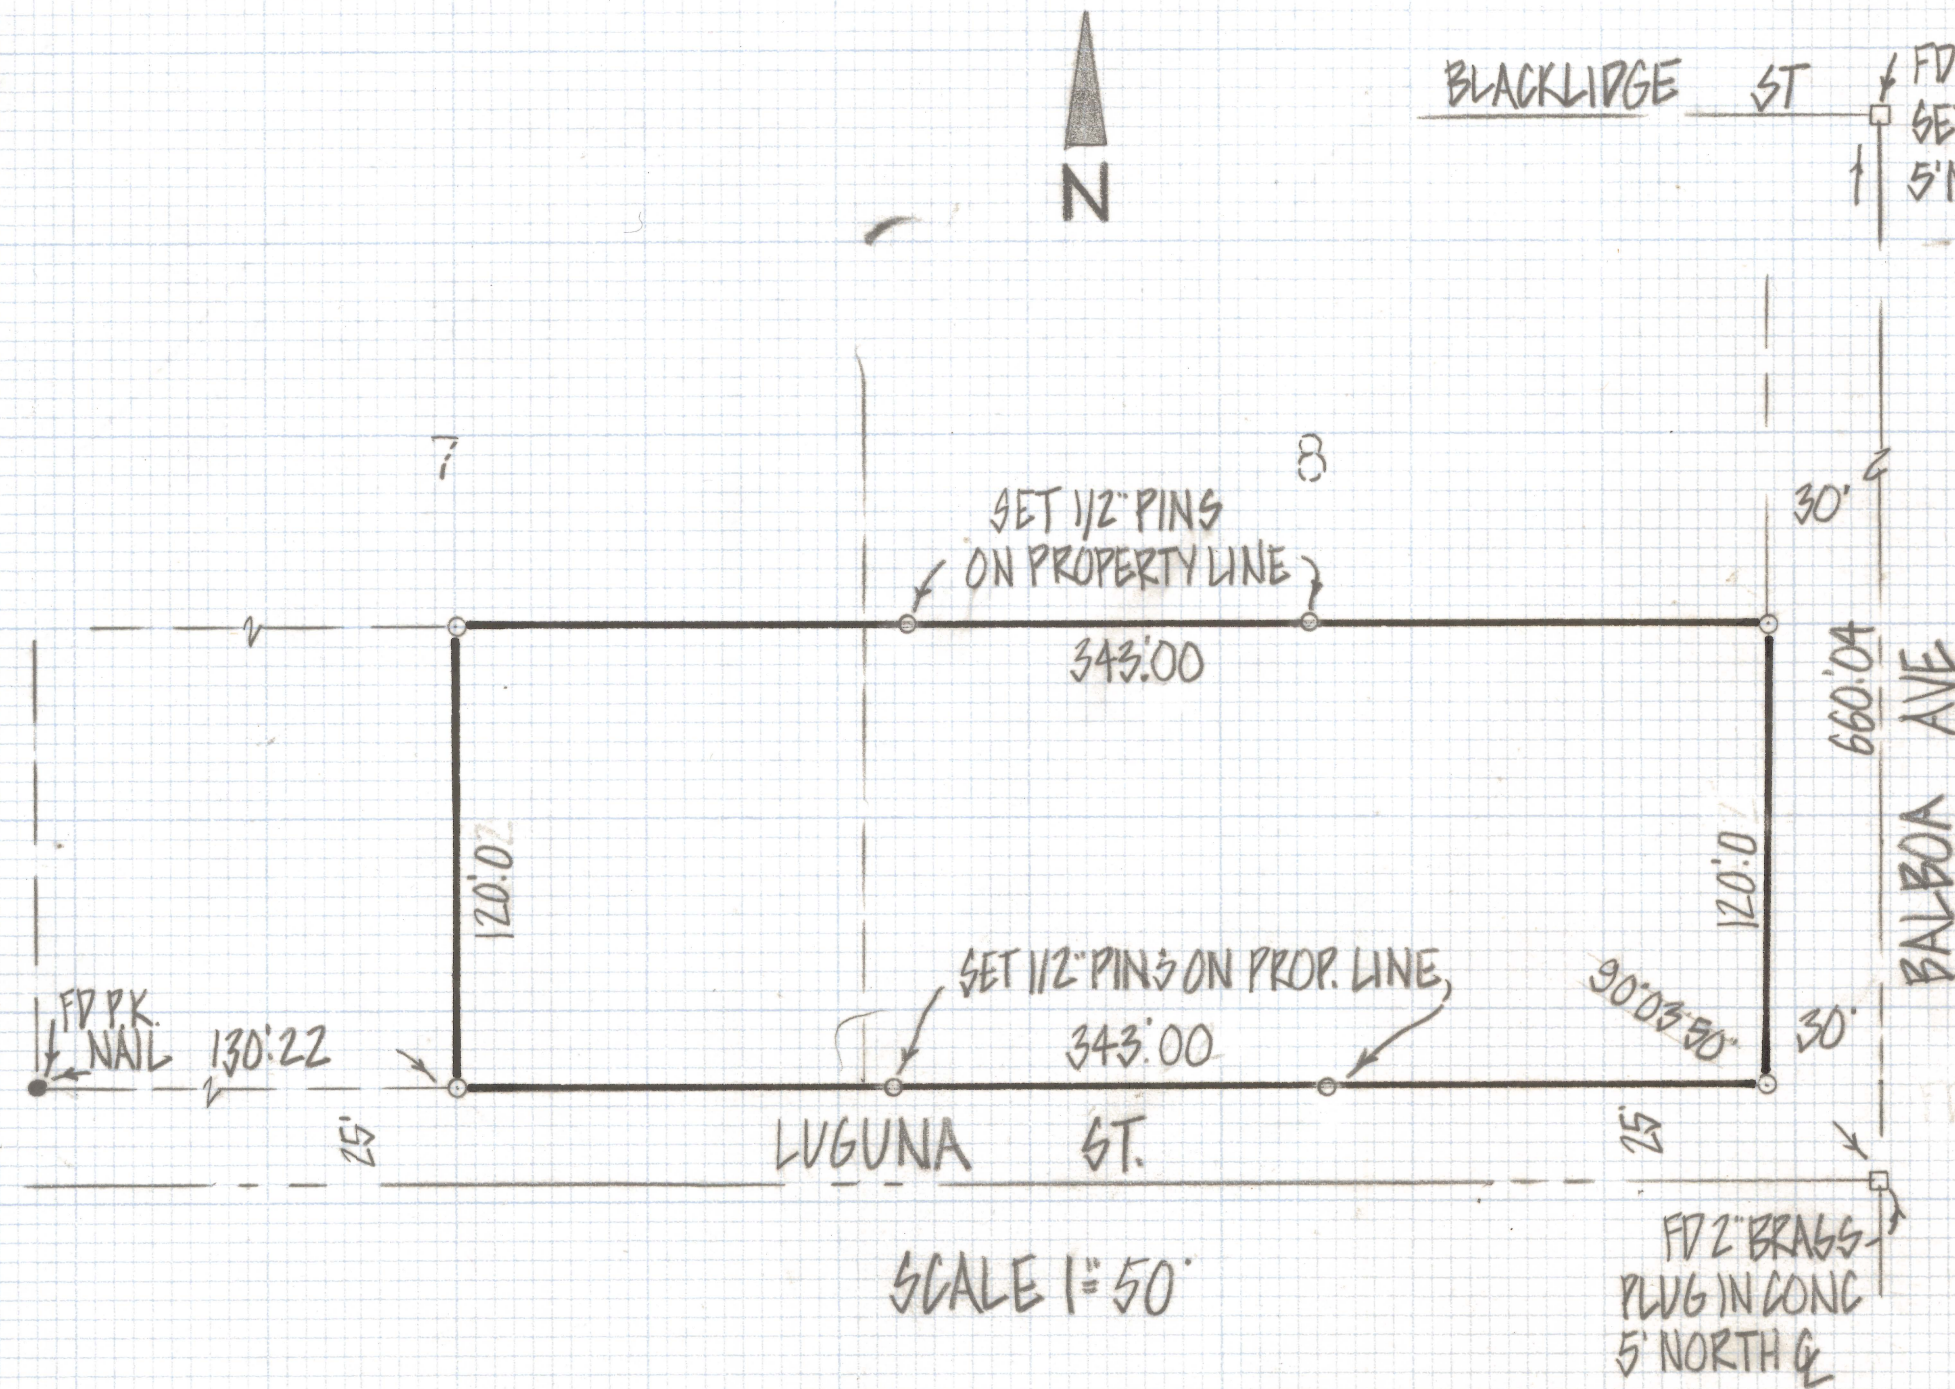 N
BLACKLIDGE ST
FD
SE
5'
7
8
SET 1/2" PINS
ON PROPERTY LINE
30'
343.'00
660.'04
BALBOA AVE
120.'0
120.'0
FD P.K.
NAIL
130.'22
SET 1/2" PINS ON PROP. LINE
343.'00
90°03'50"
30'
25'
LUGUNA ST.
25'
SCALE 1"=50'
FD 2" BRASS
PLUG IN CONC
5' NORTH ℄